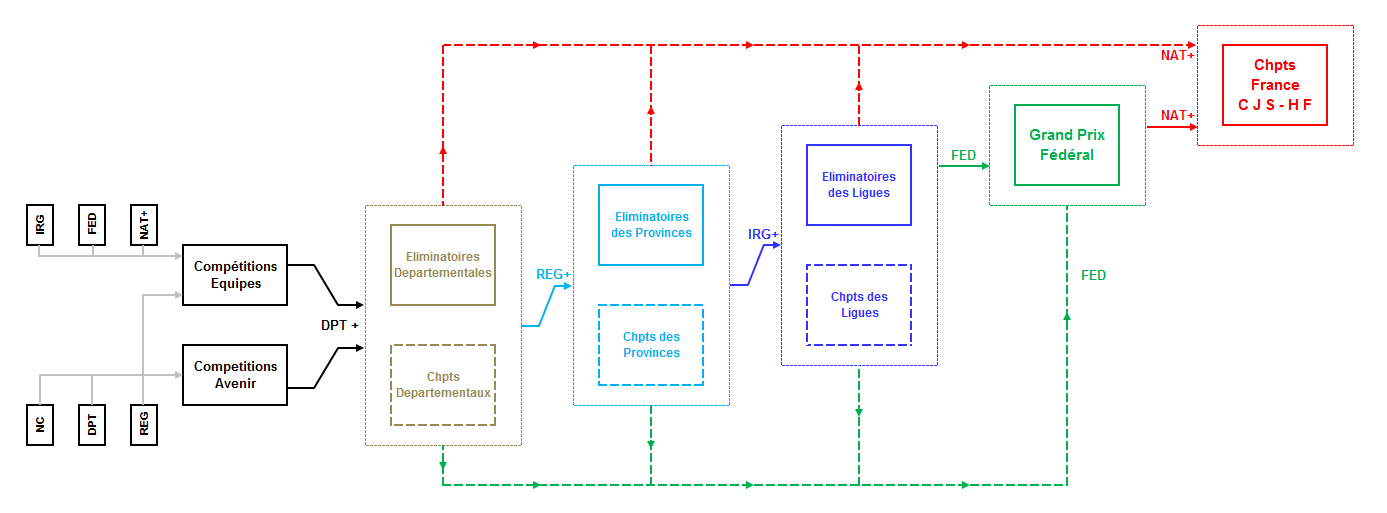 IRG
FED
NAT+
Compétitions
Equipes
Competitions
Avenir
NC
DPT
REG
DPT +
Eliminatoires
Departementales
Chpts
Departementaux
REG+
Eliminatoires
des Provinces
Chpts des
Provinces
IRG+
Eliminatoires
des Ligues
Chpts des
Ligues
FED
Grand Prix
Fédéral
FED
NAT+
NAT+
Chpts
France
C J S - H F